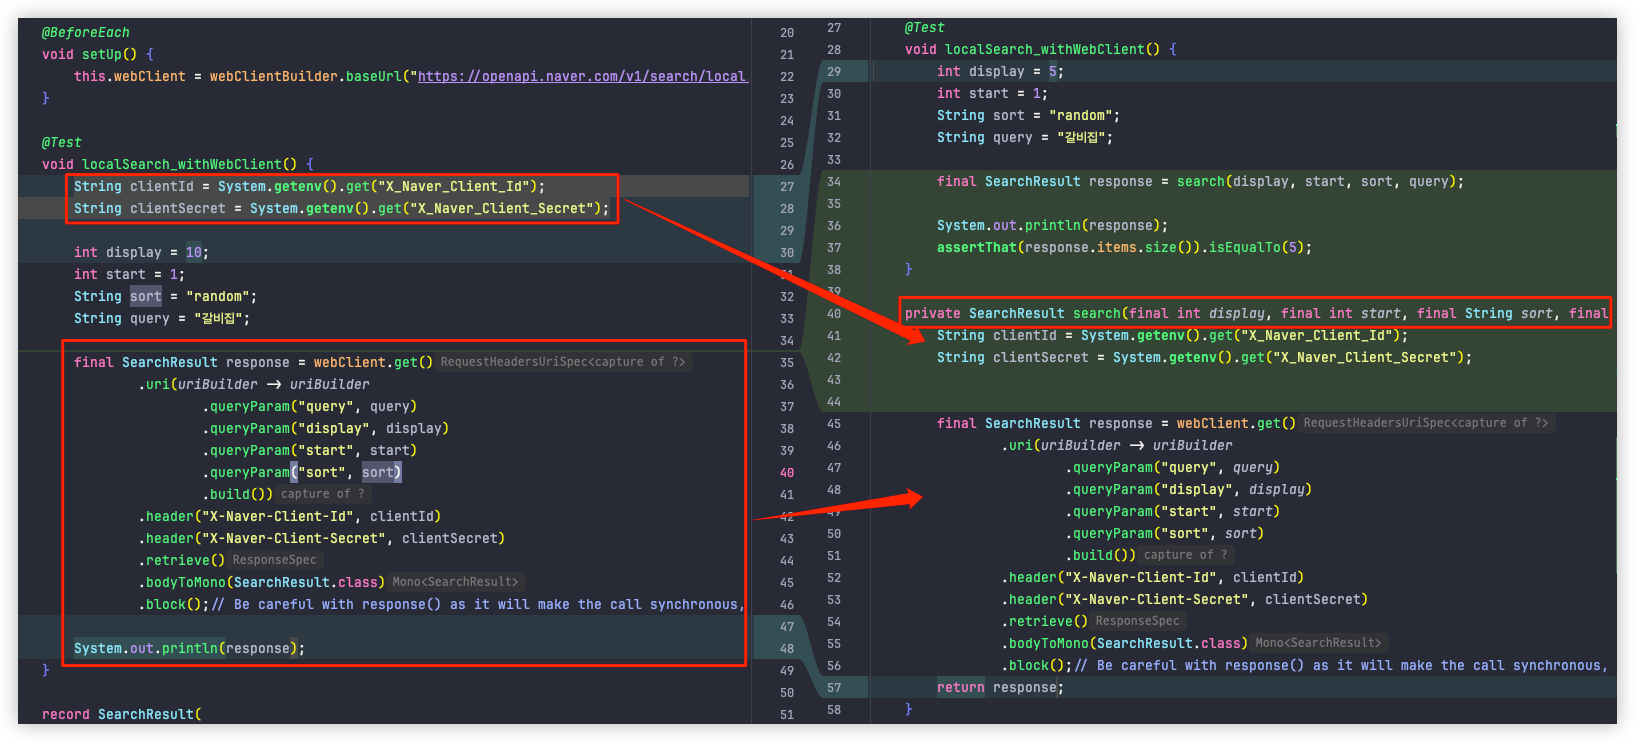 @BeforeEach
void setUp() {
    this.webClient = webClientBuilder.baseUrl("https://openapi.naver.com/v1/search/local.
}

@Test
void localSearch_withWebClient() {
    String clientId = System.getenv().get("X_Naver_Client_Id");
    String clientSecret = System.getenv().get("X_Naver_Client_Secret");

    int display = 10;
    int start = 1;
    String sort = "random";
    String query = "갈비집";

    final SearchResult response = webClient.get() RequestHeadersUriSpec<capture of ?>
            .uri(uriBuilder → uriBuilder
                    .queryParam("query", query)
                    .queryParam("display", display)
                    .queryParam("start", start)
                    .queryParam("sort", sort)
                    .build()) capture of ?
            .header("X-Naver-Client-Id", clientId)
            .header("X-Naver-Client-Secret", clientSecret)
            .retrieve() ResponseSpec
            .bodyToMono(SearchResult.class) Mono<SearchResult>
            .block();// Be careful with response() as it will make the call synchronous,

    System.out.println(response);
}

record SearchResult(
20
21
22
23
24
25
26
27
28
29
30
31
32
33
34
35
36
37
38
39
40
41
42
43
44
45
46
47
48
49
50
51
27 @Test
28 void localSearch_withWebClient() {
29     int display = 5;
30     int start = 1;
31     String sort = "random";
32     String query = "갈비집";
33
34     final SearchResult response = search(display, start, sort, query);
35
36     System.out.println(response);
37     assertThat(response.items.size()).isEqualTo(5);
38 }
39
40 private SearchResult search(final int display, final int start, final String sort, final
41     String clientId = System.getenv().get("X_Naver_Client_Id");
42     String clientSecret = System.getenv().get("X_Naver_Client_Secret");
43
44
45     final SearchResult response = webClient.get() RequestHeadersUriSpec<capture of ?>
46             .uri(uriBuilder → uriBuilder
47                     .queryParam("query", query)
48                     .queryParam("display", display)
49                     .queryParam("start", start)
50                     .queryParam("sort", sort)
51                     .build()) capture of ?
52             .header("X-Naver-Client-Id", clientId)
53             .header("X-Naver-Client-Secret", clientSecret)
54             .retrieve() ResponseSpec
55             .bodyToMono(SearchResult.class) Mono<SearchResult>
56             .block();// Be careful with response() as it will make the call synchronous,
57     return response;
58 }